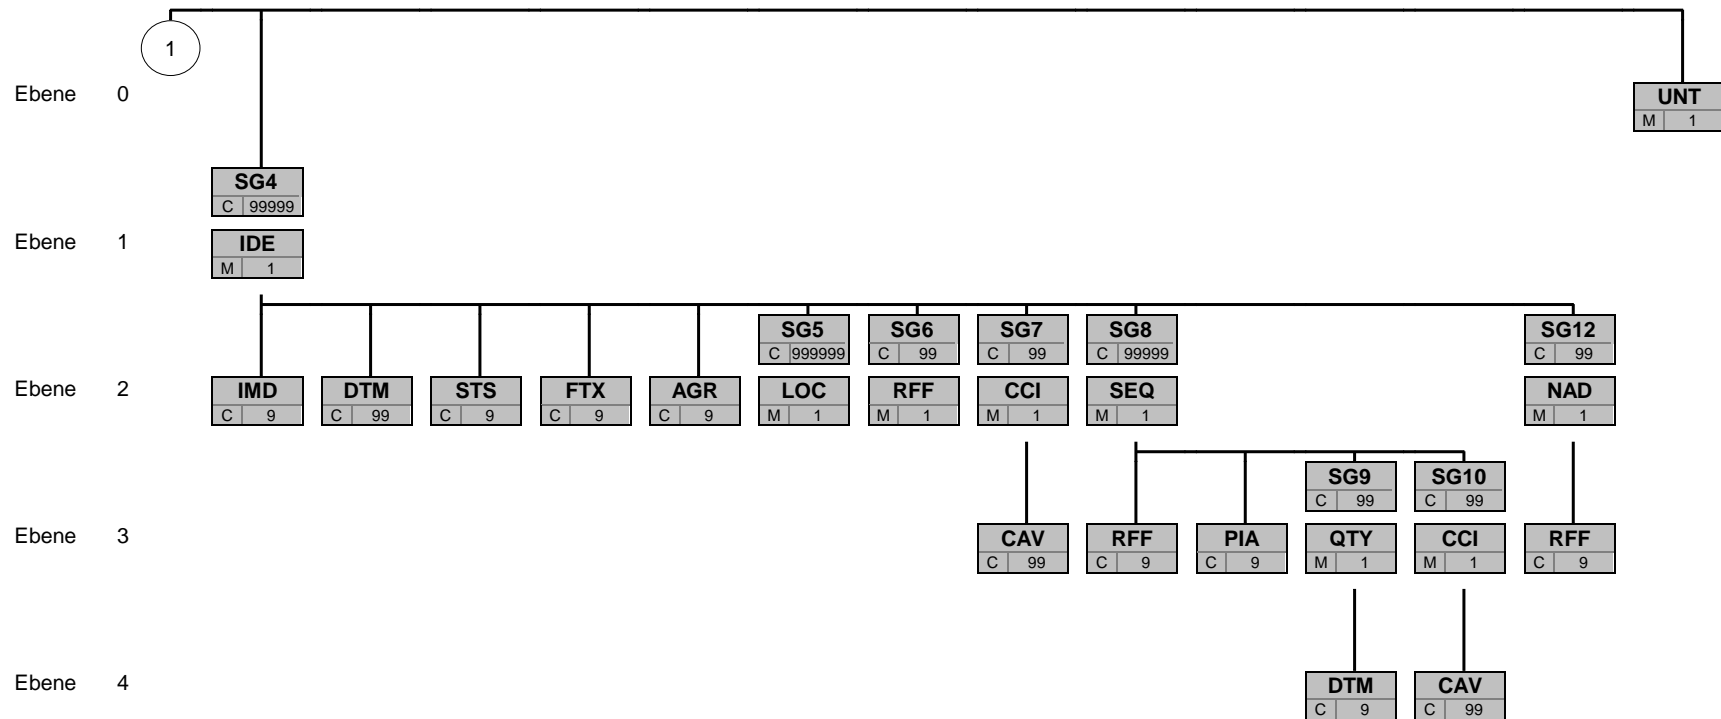 1
Ebene 0
UNT
M 1
SG4
C 99999
Ebene 1
IDE
M 1
SG5 SG6 SG7 SG8 SG12
C 999999 C 99 C 99 C 99999 C 99
Ebene 2
IMD DTM STS FTX AGR LOC RFF CCI SEQ NAD
C 9 C 99 C 9 C 9 C 9 M 1 M 1 M 1 M 1 M 1
SG9 SG10
C 99 C 99
Ebene 3
CAV RFF PIA QTY CCI RFF
C 99 C 9 C 9 M 1 M 1 C 9
Ebene 4
DTM CAV
C 9 C 99